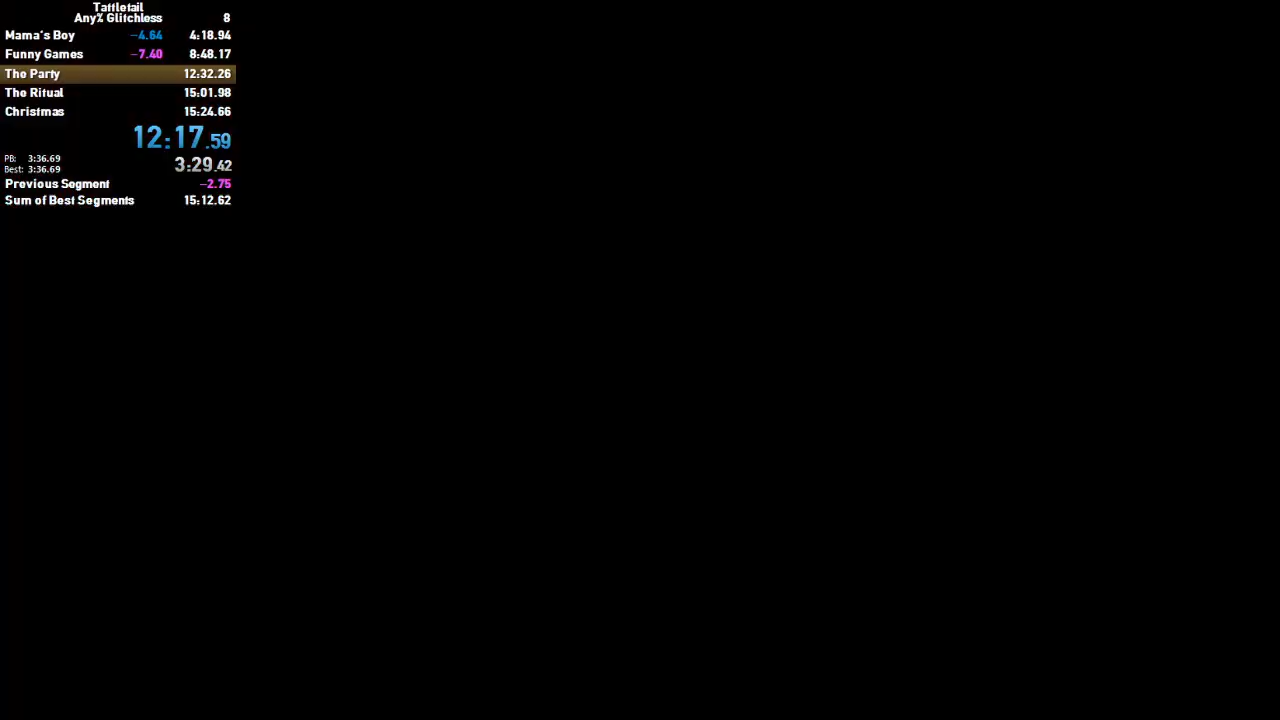 Tattletail
Any% Glitchless 8
Mama's Boy −4.64 4:18.94
Funny Games −7.40 8:48.17
The Party 12:32.26
The Ritual 15:01.98
Christmas 15:24.66
12:17.59
PB: 3:36.69
Best: 3:36.69
3:29.42
Previous Segment −2.75
Sum of Best Segments 15:12.62